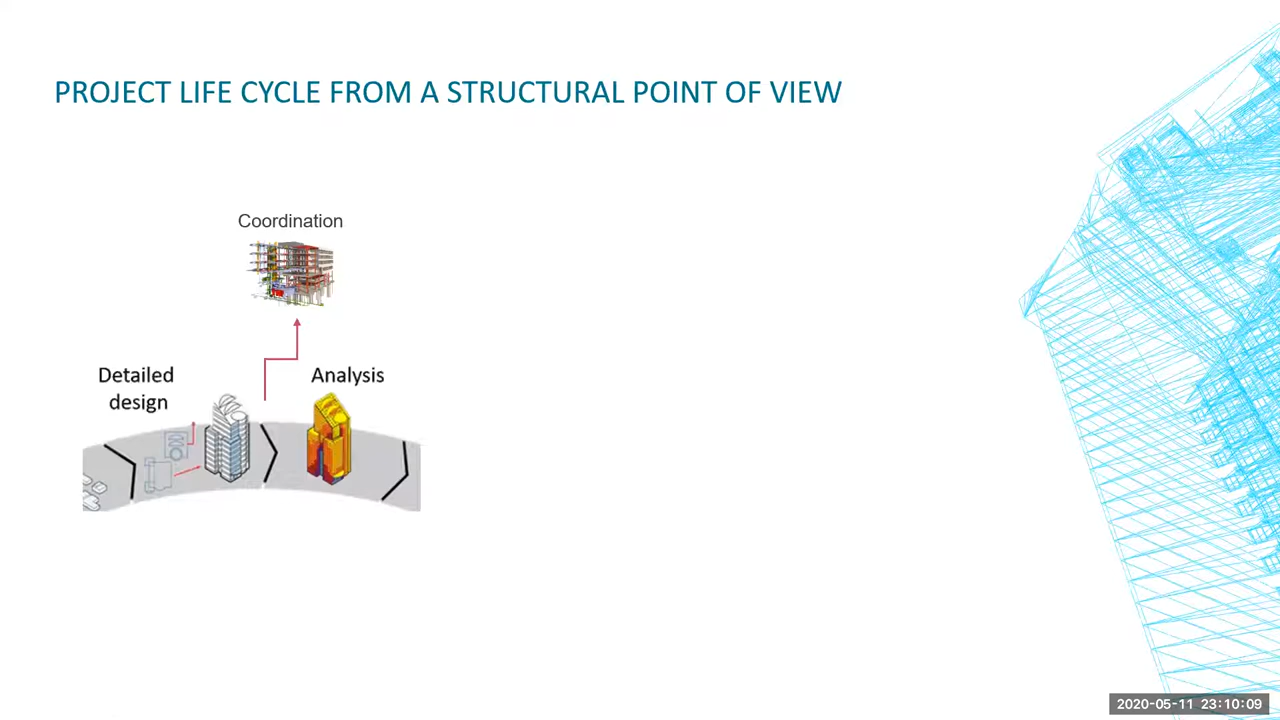 PROJECT LIFE CYCLE FROM A STRUCTURAL POINT OF VIEW
Coordination
Detailed
design
Analysis
2020-05-11 23:10:09